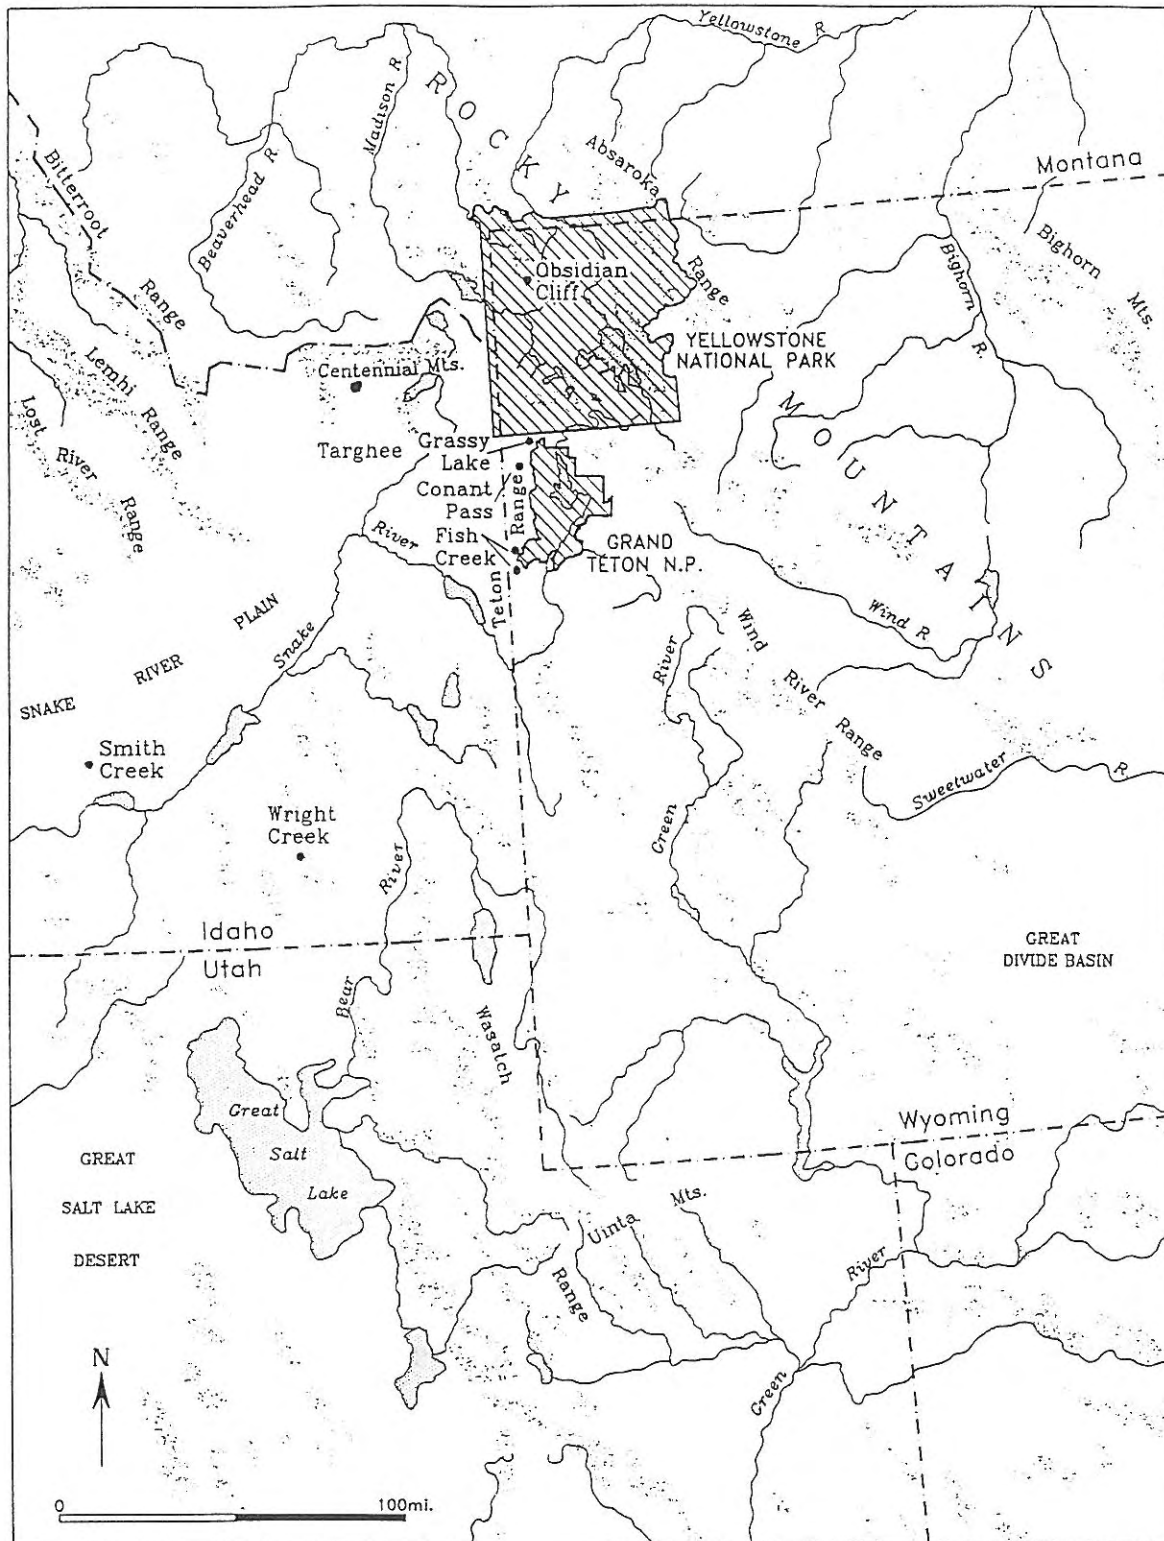 Yellowstone R.
Madison R
ROCKY
Absaroka
Range
Montana
Bitterroot
Range
Beaverhead R.
Bighorn R.
Bighorn Mts.
Obsidian
Cliff
YELLOWSTONE
NATIONAL PARK
Lemhi Range
Centennial Mts.
Lost River Range
MOUNTAINS
Targhee
Grassy
Lake
Conant
Pass
Fish
Creek
Teton Range
GRAND
TETON N.P.
Snake River
SNAKE RIVER PLAIN
Wind R
Wind River Range
Green River
Sweetwater R.
Smith
Creek
Wright
Creek
Bear River
Idaho
Utah
GREAT
DIVIDE BASIN
Wasatch
Range
Great
Salt
Lake
GREAT
SALT LAKE
DESERT
Wyoming
Colorado
Uinta Mts.
Green River
N
0 100mi.